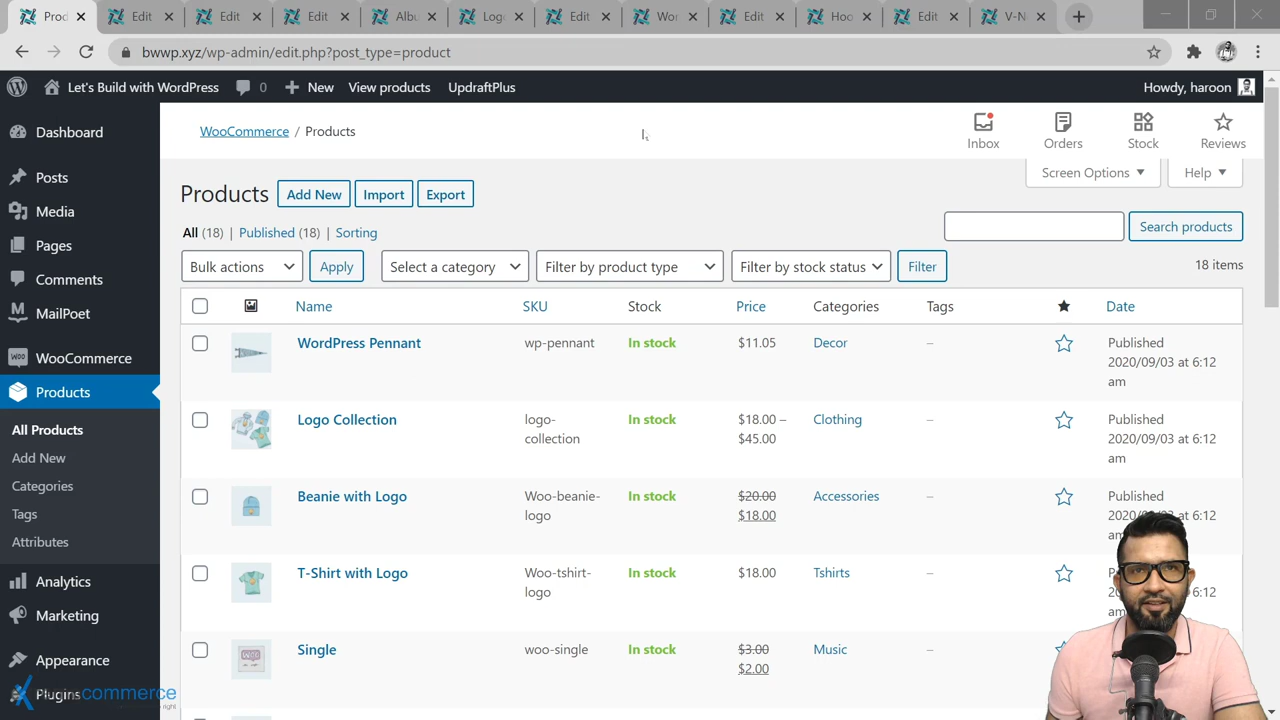 Prod
Edit
Edit
Edit
Albu
Logo
Edit
Wor
Edit
Hoo
Edit
V-Ne
bwwp.xyz/wp-admin/edit.php?post_type=product
Let's Build with WordPress
0
New
View products
UpdraftPlus
Howdy, haroon
WooCommerce / Products
Inbox
Orders
Stock
Reviews
Screen Options
Help
Products
Add New
Import
Export
All (18) | Published (18) | Sorting
Search products
Bulk actions
Apply
Select a category
Filter by product type
Filter by stock status
Filter
18 items
Name
SKU
Stock
Price
Categories
Tags
Date
WordPress Pennant
wp-pennant
In stock
$11.05
Decor
–
Published
2020/09/03 at 6:12
am
Logo Collection
logo-
collection
In stock
$18.00 –
$45.00
Clothing
–
Published
2020/09/03 at 6:12
am
Beanie with Logo
Woo-beanie-
logo
In stock
$20.00
$18.00
Accessories
–
Published
T-Shirt with Logo
Woo-tshirt-
logo
In stock
$18.00
Tshirts
–
Single
woo-single
In stock
$3.00
$2.00
Music
–
Dashboard
Posts
Media
Pages
Comments
MailPoet
WooCommerce
Products
All Products
Add New
Categories
Tags
Attributes
Analytics
Marketing
Appearance
Plugins
commerce